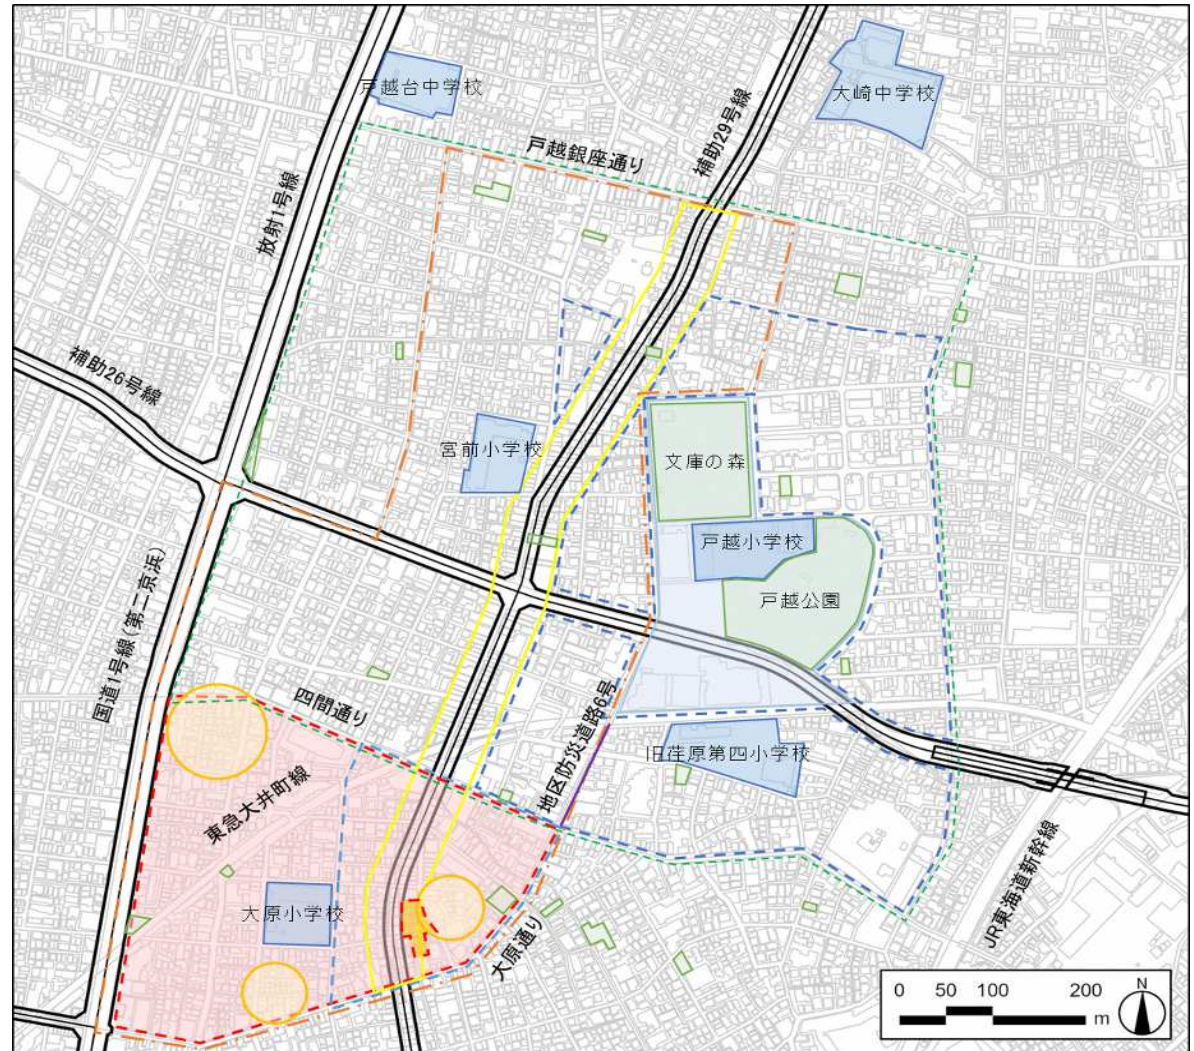 戸越台中学校
大崎中学校
補助29号線
戸越銀座通り
放射1号線
補助26号線
宮前小学校
文庫の森
戸越小学校
戸越公園
国道1号線(第二京浜)
四間通り
地区防災道路6号
旧荏原第四小学校
東急大井町線
大原小学校
大原通り
JR東海道新幹線
0 50 100 200
m
N